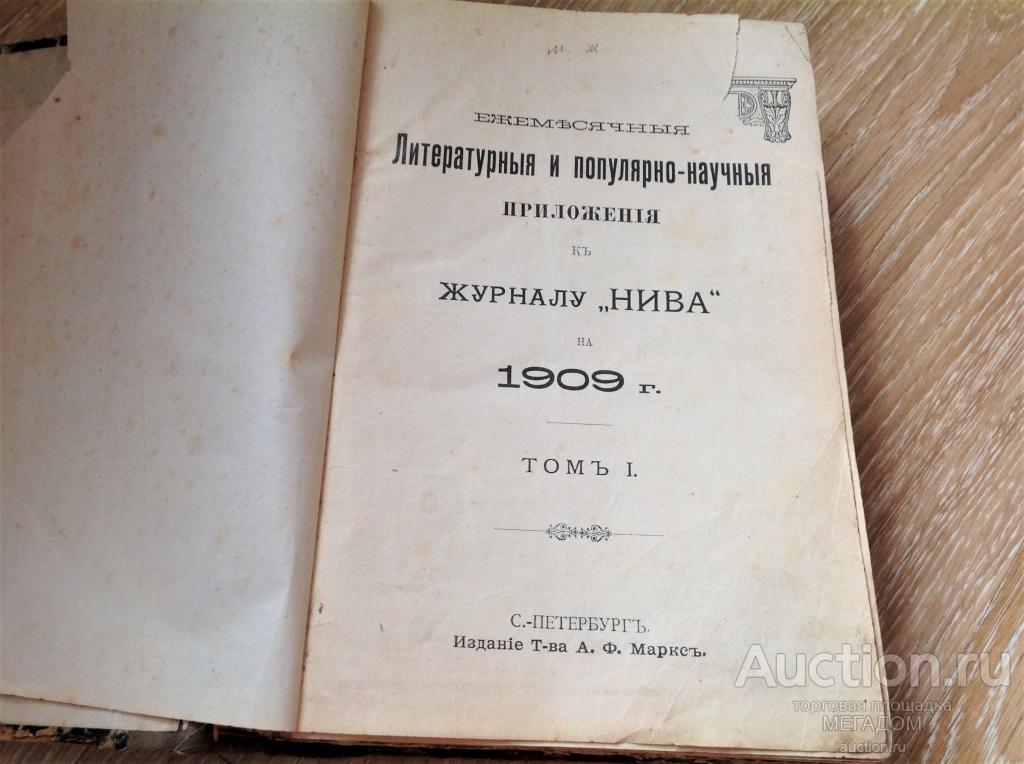 м ж
ЕЖЕМѢСЯЧНЫЯ
Литературныя и популярно-научныя
ПРИЛОЖЕНІЯ
КЪ
ЖУРНАЛУ „НИВА“
НА
1909 г.
ТОМЪ I.
С.-ПЕТЕРБУРГЪ.
Изданіе Т-ва А. Ф. Марксъ.
Auction.ru
торговая площадка
МЕГАДОМ
auction.ru